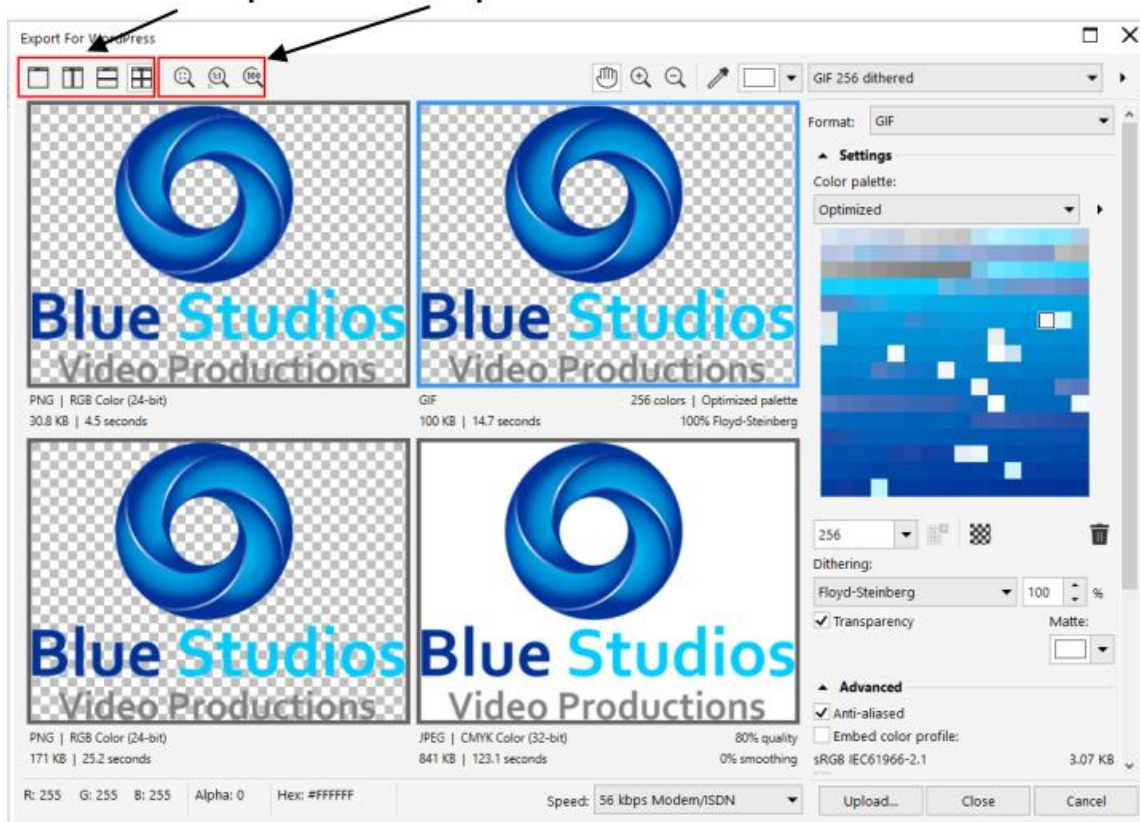 Export For WordPress
1:1
100
GIF 256 dithered
Format: GIF
Settings
Color palette:
Optimized
Blue Studios
Video Productions
PNG | RGB Color (24-bit)
30.8 KB | 4.5 seconds
Blue Studios
Video Productions
GIF 256 colors | Optimized palette
100 KB | 14.7 seconds 100% Floyd-Steinberg
256
Dithering:
Floyd-Steinberg 100 %
Transparency Matte:
Blue Studios
Video Productions
PNG | RGB Color (24-bit)
171 KB | 25.2 seconds
Blue Studios
Video Productions
JPEG | CMYK Color (32-bit) 80% quality
841 KB | 123.1 seconds 0% smoothing
Advanced
Anti-aliased
Embed color profile:
sRGB IEC61966-2.1 3.07 KB
R: 255 G: 255 B: 255 Alpha: 0 Hex: #FFFFFF
Speed: 56 kbps Modem/ISDN
Upload... Close Cancel